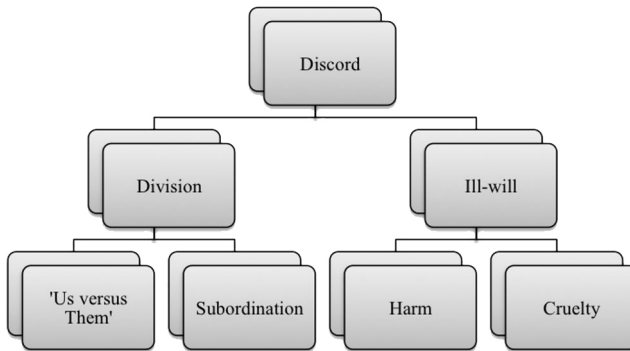 Discord
Division
Ill-will
'Us versus
Them'
Subordination
Harm
Cruelty